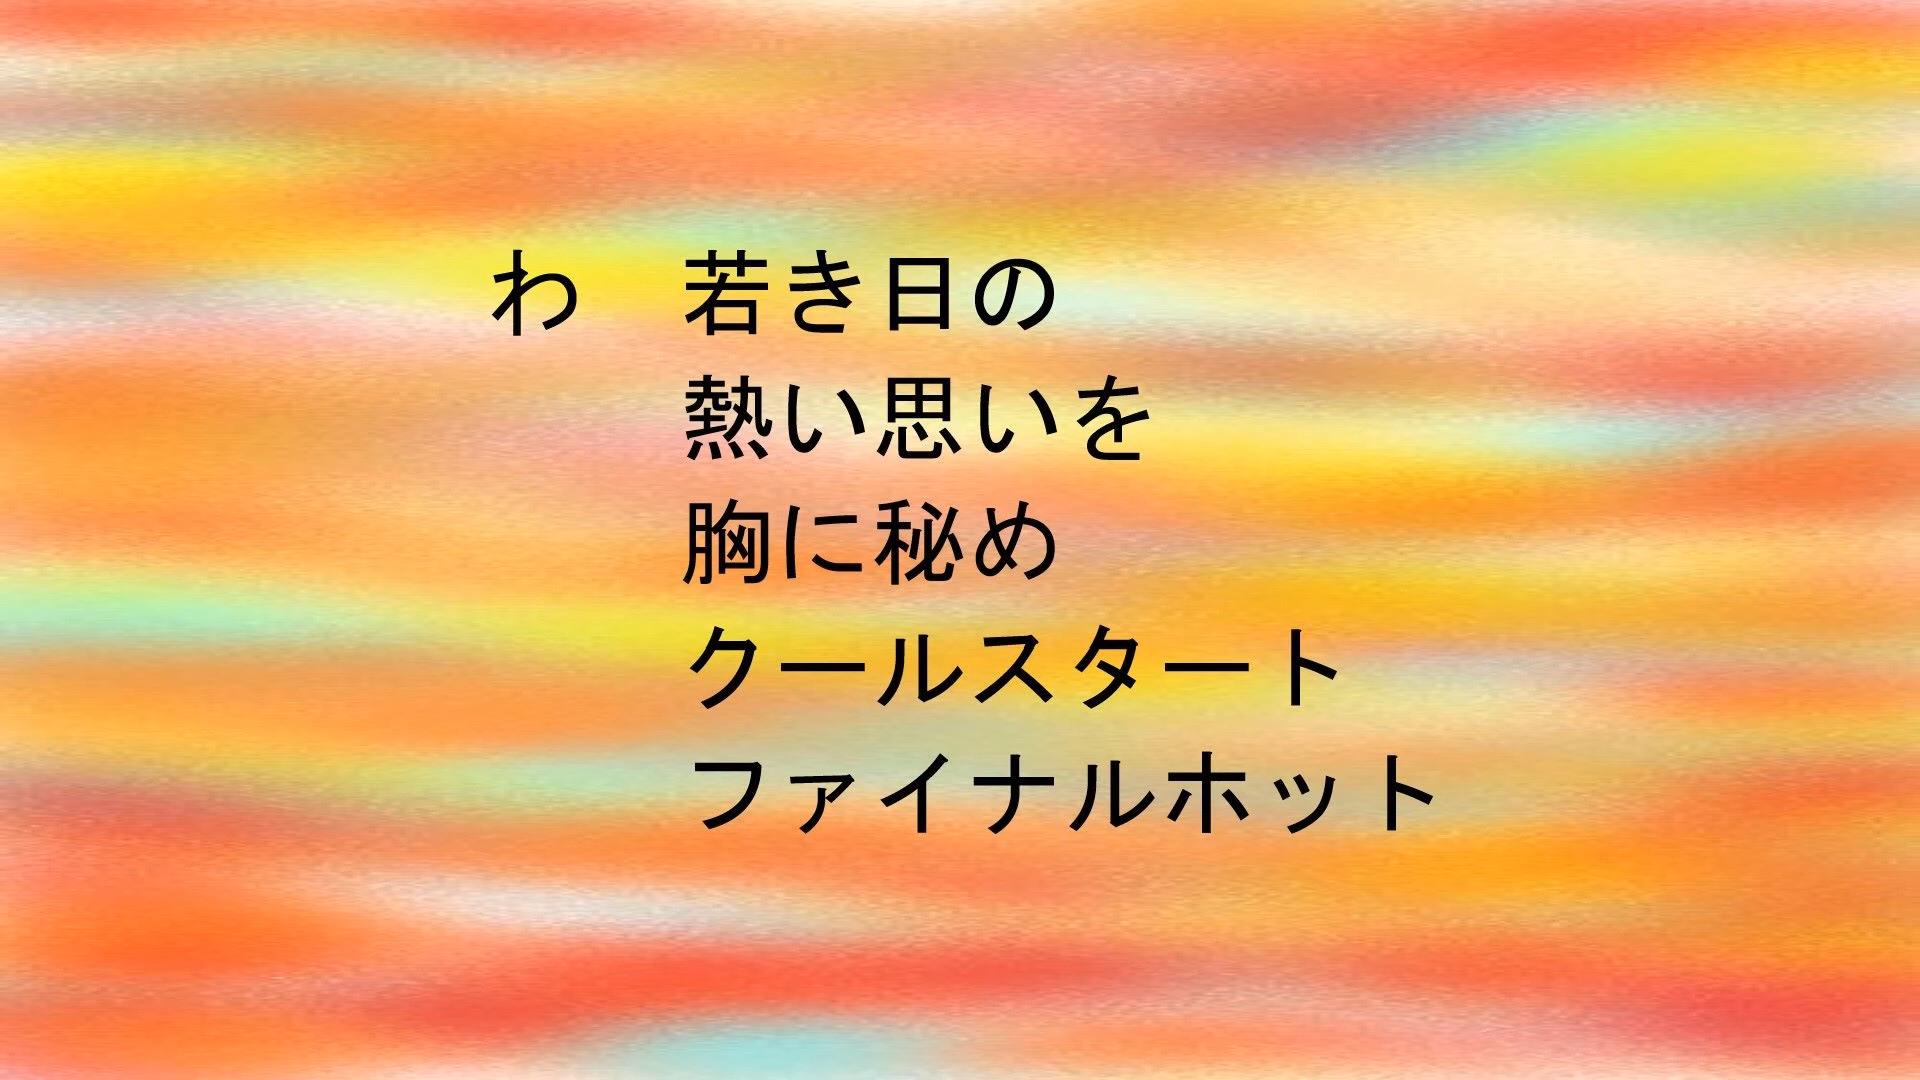 わ　若き日の
熱い思いを
胸に秘め
クールスタート
ファイナルホット